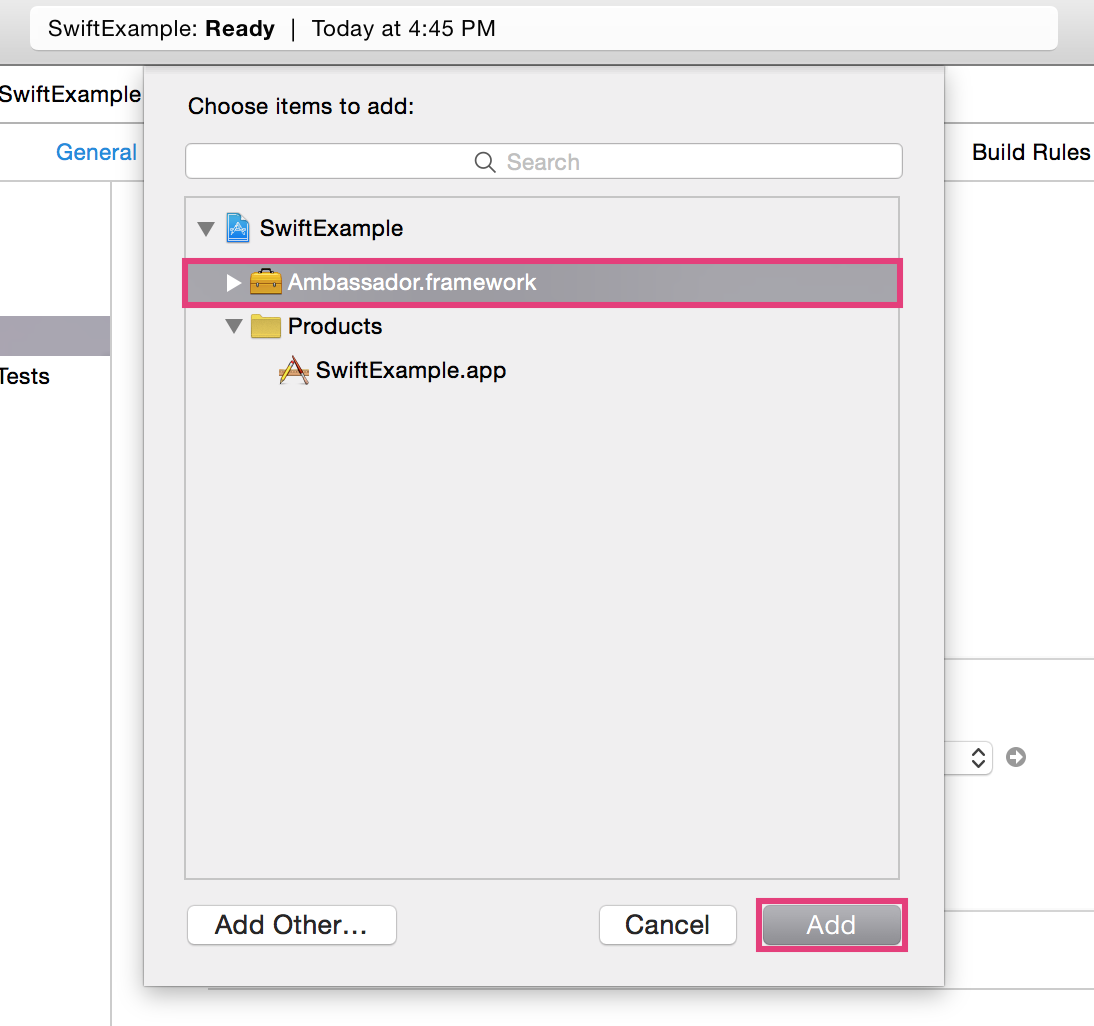 SwiftExample: Ready | Today at 4:45 PM
SwiftExample
Choose items to add:
General
Build Rules
Search
SwiftExample
Ambassador.framework
Products
SwiftExample.app
Tests
Add Other...
Cancel
Add